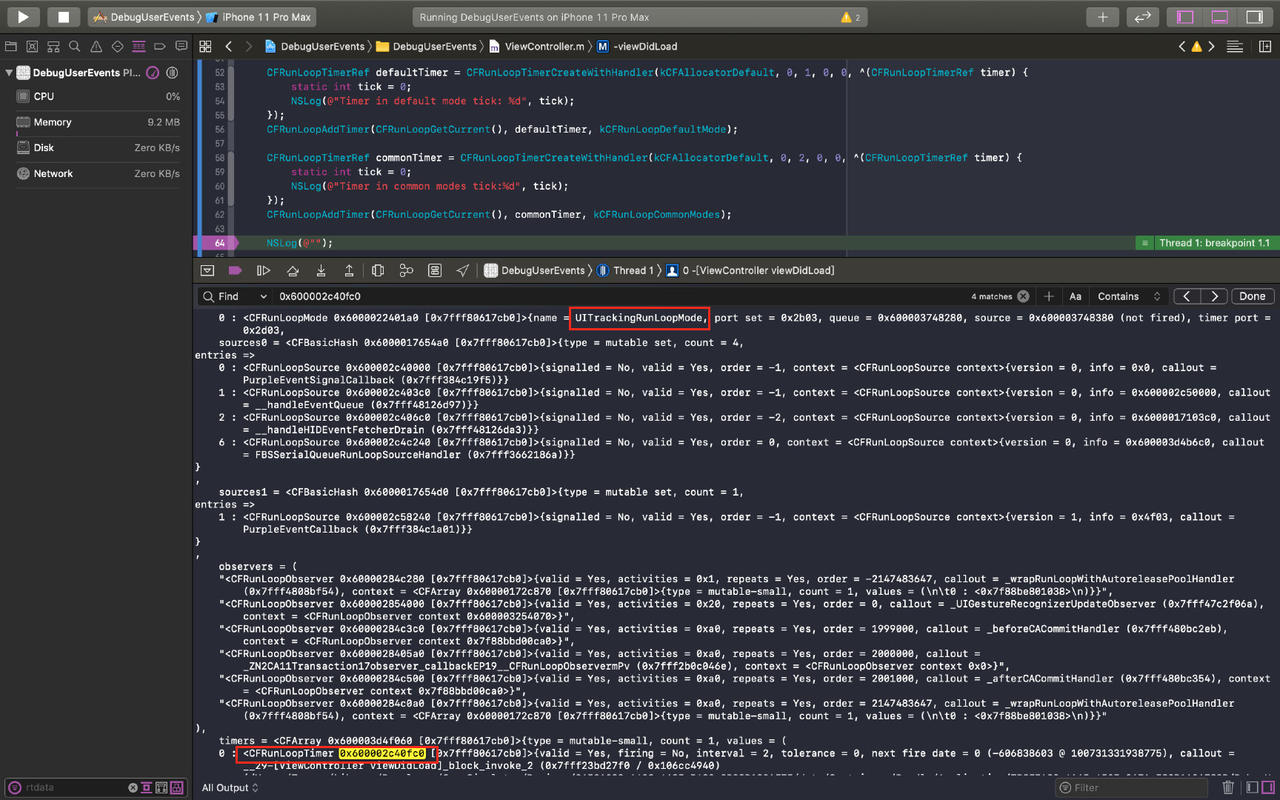 DebugUserEvents 〉 iPhone 11 Pro Max
Running DebugUserEvents on iPhone 11 Pro Max
2
DebugUserEvents 〉 DebugUserEvents 〉 ViewController.m 〉 M -viewDidLoad
DebugUserEvents PI...
CPU 0%
Memory 9.2 MB
Disk Zero KB/s
Network Zero KB/s
52 CFRunLoopTimerRef defaultTimer = CFRunLoopTimerCreateWithHandler(kCFAllocatorDefault, 0, 1, 0, 0, ^(CFRunLoopTimerRef timer) {
53 static int tick = 0;
54 NSLog(@"Timer in default mode tick: %d", tick);
55 });
56 CFRunLoopAddTimer(CFRunLoopGetCurrent(), defaultTimer, kCFRunLoopDefaultMode);
57
58 CFRunLoopTimerRef commonTimer = CFRunLoopTimerCreateWithHandler(kCFAllocatorDefault, 0, 2, 0, 0, ^(CFRunLoopTimerRef timer) {
59 static int tick = 0;
60 NSLog(@"Timer in common modes tick:%d", tick);
61 });
62 CFRunLoopAddTimer(CFRunLoopGetCurrent(), commonTimer, kCFRunLoopCommonModes);
63
64 NSLog(@""); Thread 1: breakpoint 1.1
DebugUserEvents 〉 Thread 1 〉 0 -[ViewController viewDidLoad]
Find 0x600002c40fc0 4 matches Aa Contains Done
0 : <CFRunLoopMode 0x6000022401a0 [0x7fff80617cb0]>{name = UITrackingRunLoopMode, port set = 0x2b03, queue = 0x600003748280, source = 0x600003748380 (not fired), timer port =
0x2d03,
sources0 = <CFBasicHash 0x6000017654a0 [0x7fff80617cb0]>{type = mutable set, count = 4,
entries =>
0 : <CFRunLoopSource 0x600002c40000 [0x7fff80617cb0]>{signalled = No, valid = Yes, order = -1, context = <CFRunLoopSource context>{version = 0, info = 0x0, callout =
PurpleEventSignalCallback (0x7fff384c19f5)}}
1 : <CFRunLoopSource 0x600002c403c0 [0x7fff80617cb0]>{signalled = No, valid = Yes, order = -1, context = <CFRunLoopSource context>{version = 0, info = 0x600002c50000, callout
= __handleEventQueue (0x7fff48126d97)}}
2 : <CFRunLoopSource 0x600002c406c0 [0x7fff80617cb0]>{signalled = No, valid = Yes, order = -2, context = <CFRunLoopSource context>{version = 0, info = 0x6000017103c0, callout
= __handleHIDEventFetcherDrain (0x7fff48126da3)}}
6 : <CFRunLoopSource 0x600002c4c240 [0x7fff80617cb0]>{signalled = No, valid = Yes, order = 0, context = <CFRunLoopSource context>{version = 0, info = 0x600003d4b6c0, callout
= FBSSerialQueueRunLoopSourceHandler (0x7fff3662186a)}}
}
,
sources1 = <CFBasicHash 0x6000017654d0 [0x7fff80617cb0]>{type = mutable set, count = 1,
entries =>
1 : <CFRunLoopSource 0x600002c58240 [0x7fff80617cb0]>{signalled = No, valid = Yes, order = -1, context = <CFRunLoopSource context>{version = 1, info = 0x4f03, callout =
PurpleEventCallback (0x7fff384c1a01)}}
}
,
observers = (
"<CFRunLoopObserver 0x60000284c280 [0x7fff80617cb0]>{valid = Yes, activities = 0x1, repeats = Yes, order = -2147483647, callout = _wrapRunLoopWithAutoreleasePoolHandler
(0x7fff4808bf54), context = <CFArray 0x60000172c870 [0x7fff80617cb0]>{type = mutable-small, count = 1, values = (\n\t0 : <0x7f88be801038>\n)}}",
"<CFRunLoopObserver 0x600002854000 [0x7fff80617cb0]>{valid = Yes, activities = 0x20, repeats = Yes, order = 0, callout = _UIGestureRecognizerUpdateObserver (0x7fff47c2f06a),
context = <CFRunLoopObserver context 0x600003254070>}",
"<CFRunLoopObserver 0x60000284c3c0 [0x7fff80617cb0]>{valid = Yes, activities = 0xa0, repeats = Yes, order = 1999000, callout = _beforeCACommitHandler (0x7fff480bc2eb),
context = <CFRunLoopObserver context 0x7f88bbd00ca0>}",
"<CFRunLoopObserver 0x60000028405a0 [0x7fff80617cb0]>{valid = Yes, activities = 0xa0, repeats = Yes, order = 2000000, callout =
_ZN2CA11Transaction17observer_callbackEP19__CFRunLoopObservermPv (0x7fff2b0c046e), context = <CFRunLoopObserver context 0x0>}",
"<CFRunLoopObserver 0x60000284c500 [0x7fff80617cb0]>{valid = Yes, activities = 0xa0, repeats = Yes, order = 2001000, callout = _afterCACommitHandler (0x7fff480bc354), context
= <CFRunLoopObserver context 0x7f88bbd00ca0>}",
"<CFRunLoopObserver 0x60000284c0a0 [0x7fff80617cb0]>{valid = Yes, activities = 0xa0, repeats = Yes, order = 2147483647, callout = _wrapRunLoopWithAutoreleasePoolHandler
(0x7fff4808bf54), context = <CFArray 0x60000172c870 [0x7fff80617cb0]>{type = mutable-small, count = 1, values = (\n\t0 : <0x7f88be801038>\n)}}"
),
timers = <CFArray 0x600003d4f060 [0x7fff80617cb0]>{type = mutable-small, count = 1, values = (
0 : <CFRunLoopTimer 0x600002c40fc0 [0x7fff80617cb0]>{valid = Yes, firing = No, interval = 2, tolerance = 0, next fire date = 0 (-606838603 @ 100731331938775), callout =
__29-[ViewController viewDidLoad]_block_invoke_2 (0x7fff23bd27f0 / 0x106cc4940)
rtdata All Output Filter